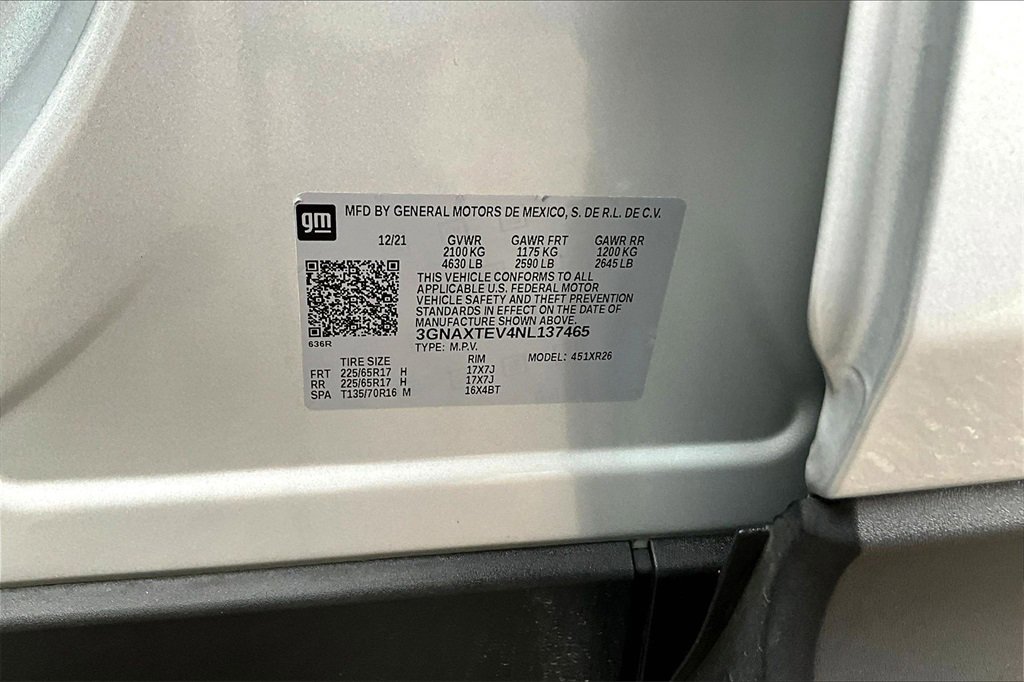 gm MFD BY GENERAL MOTORS DE MEXICO, S. DE R.L. DE C.V.
12/21 GVWR GAWR FRT GAWR RR
2100 KG 1175 KG 1200 KG
4630 LB 2590 LB 2645 LB
THIS VEHICLE CONFORMS TO ALL
APPLICABLE U.S. FEDERAL MOTOR
VEHICLE SAFETY AND THEFT PREVENTION
STANDARDS IN EFFECT ON THE DATE OF
MANUFACTURE SHOWN ABOVE.
3GNAXTEV4NL137465
636R
TYPE: M.P.V. MODEL: 451XR26
TIRE SIZE RIM
FRT 225/65R17 H 17X7J
RR 225/65R17 H 17X7J
SPA T135/70R16 M 16X4BT